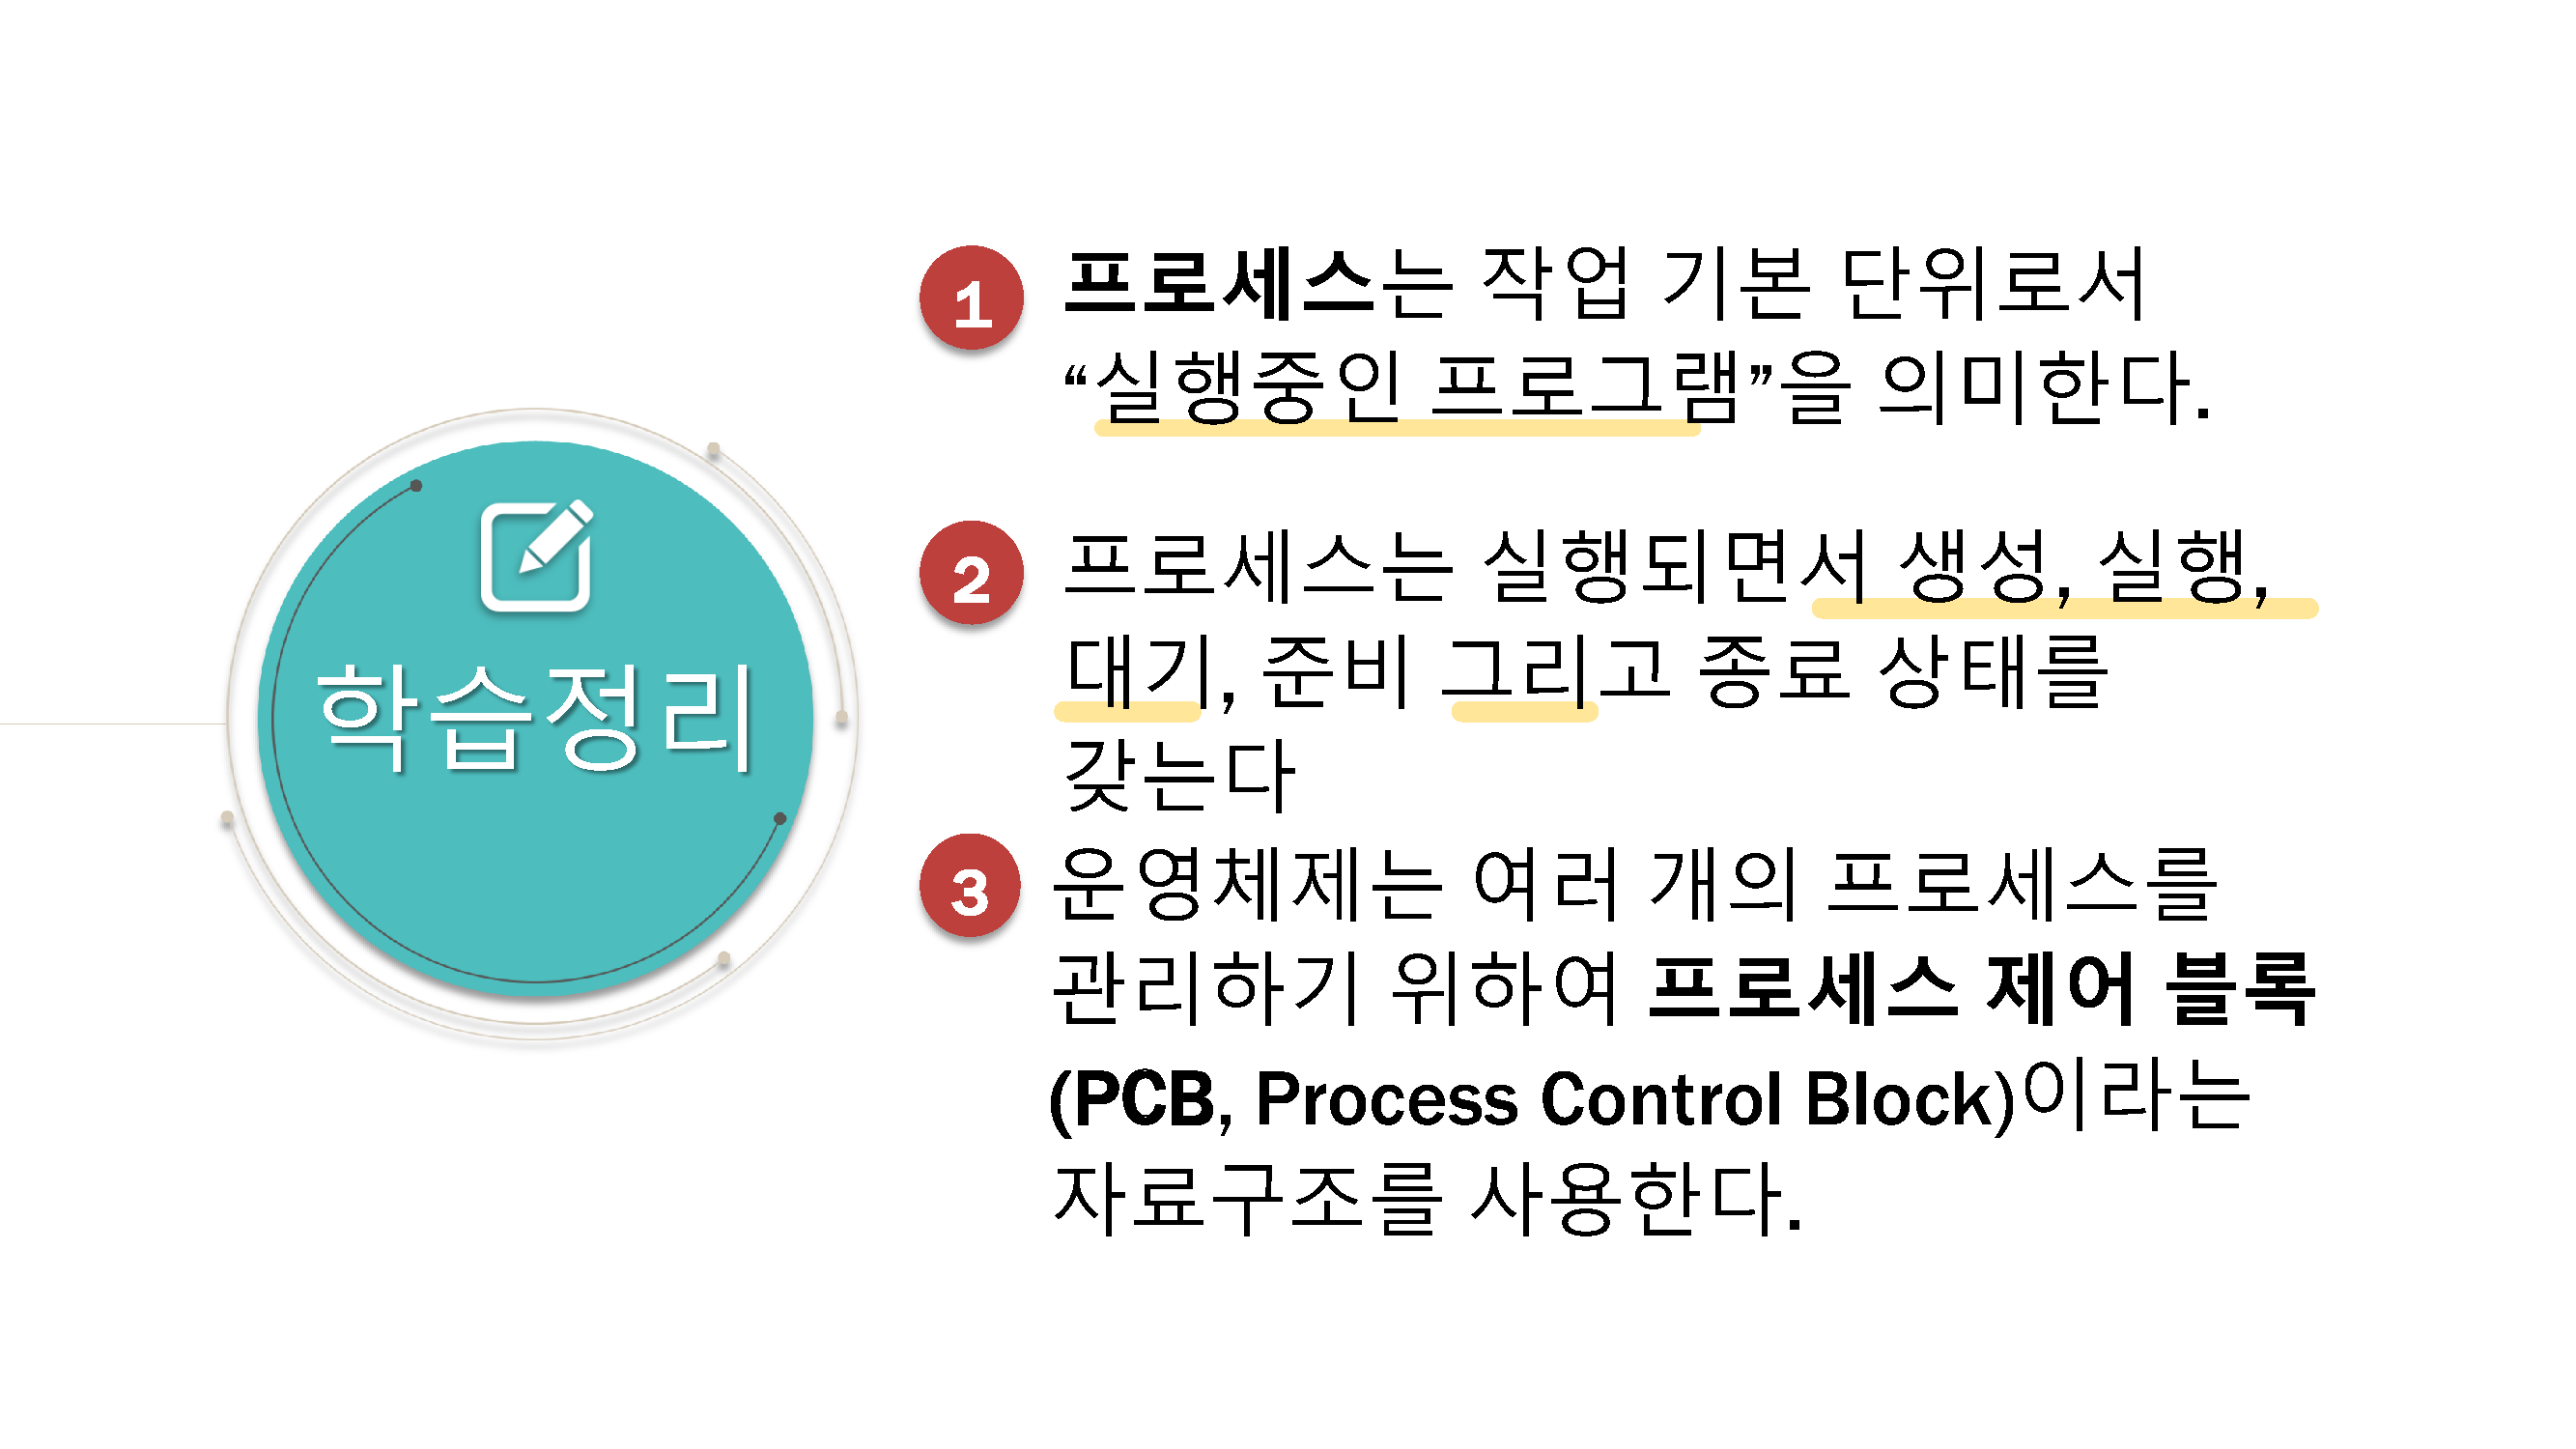 학습정리
1 프로세스는 작업 기본 단위로서
“실행중인 프로그램”을 의미한다.
2 프로세스는 실행되면서 생성, 실행,
대기, 준비 그리고 종료 상태를
갖는다
3 운영체제는 여러 개의 프로세스를
관리하기 위하여 프로세스 제어 블록
(PCB, Process Control Block)이라는
자료구조를 사용한다.